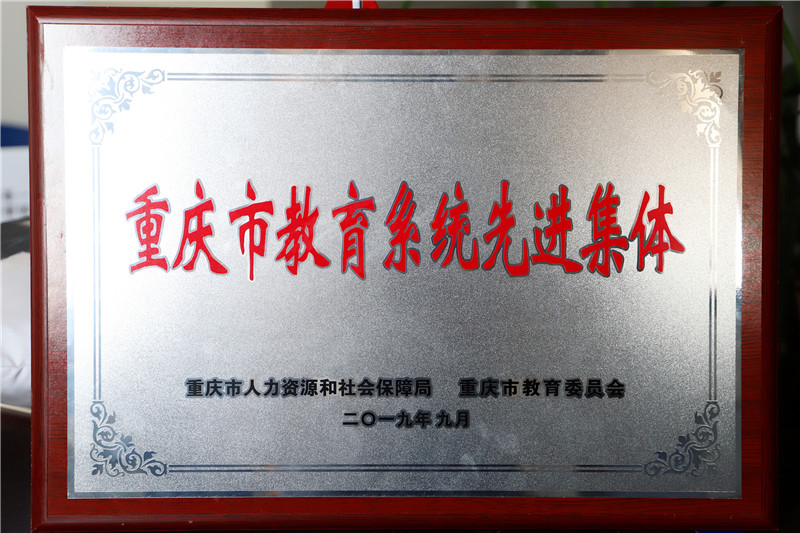 重庆市教育系统先进集体
重庆市人力资源和社会保障局 重庆市教育委员会
二〇一九年九月